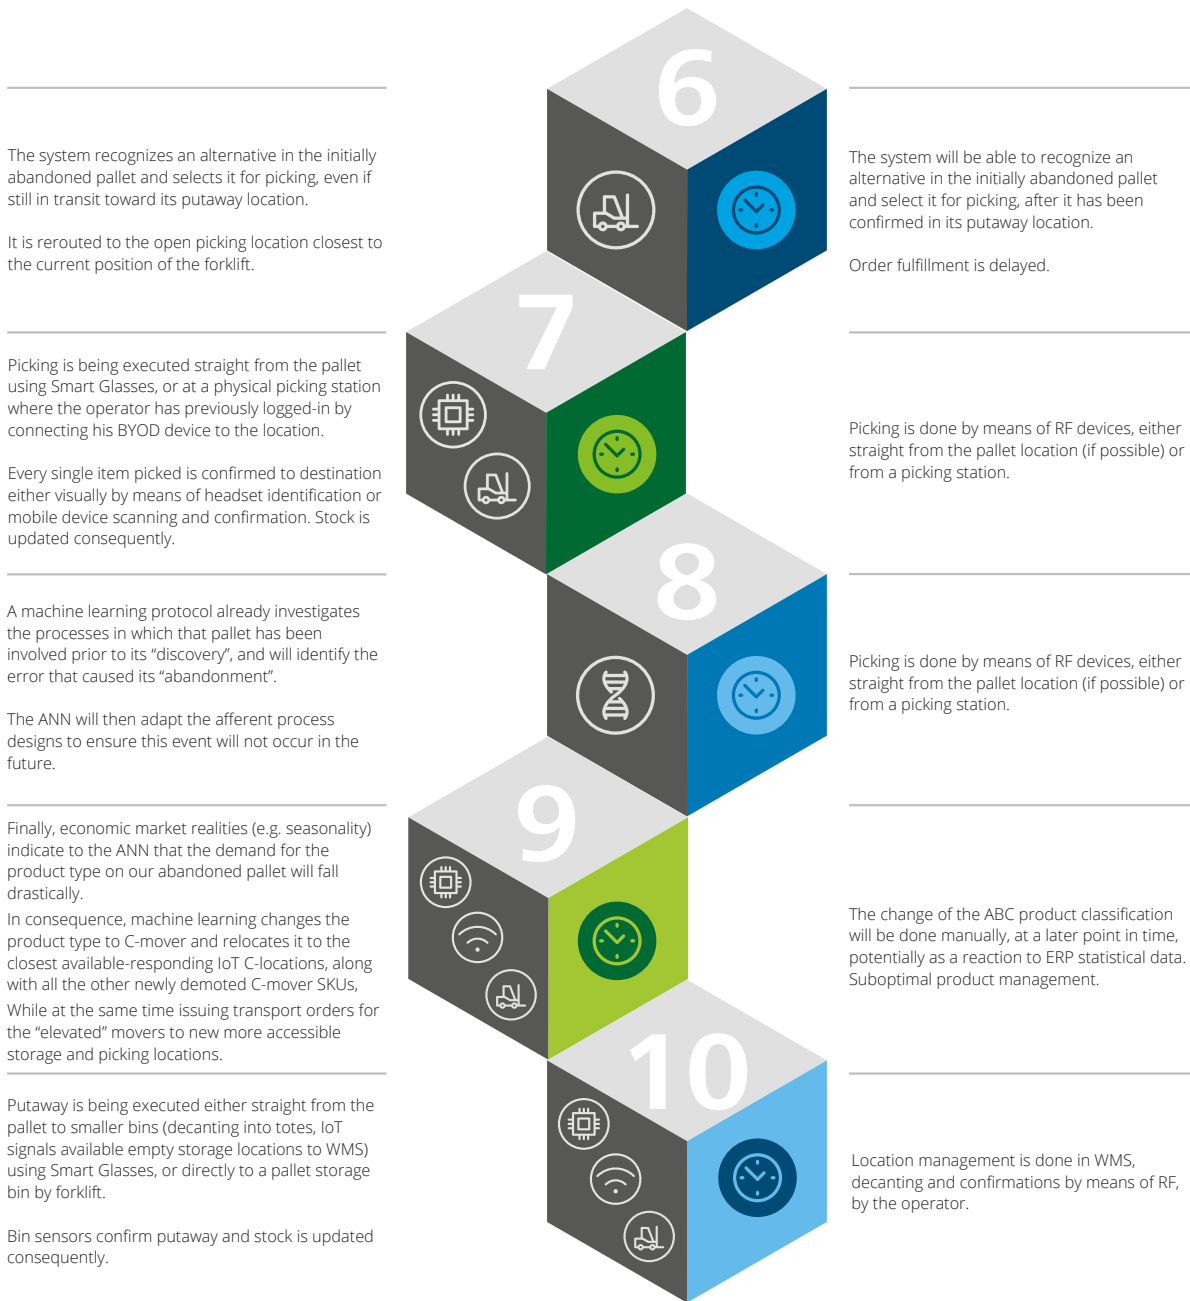 6
The system recognizes an alternative in the initially
abandoned pallet and selects it for picking, even if
still in transit toward its putaway location.
It is rerouted to the open picking location closest to
the current position of the forklift.
The system will be able to recognize an
alternative in the initially abandoned pallet
and select it for picking, after it has been
confirmed in its putaway location.
Order fulfillment is delayed.
7
Picking is being executed straight from the pallet
using Smart Glasses, or at a physical picking station
where the operator has previously logged-in by
connecting his BYOD device to the location.
Every single item picked is confirmed to destination
either visually by means of headset identification or
mobile device scanning and confirmation. Stock is
updated consequently.
Picking is done by means of RF devices, either
straight from the pallet location (if possible) or
from a picking station.
8
A machine learning protocol already investigates
the processes in which that pallet has been
involved prior to its “discovery”, and will identify the
error that caused its “abandonment”.
The ANN will then adapt the afferent process
designs to ensure this event will not occur in the
future.
Picking is done by means of RF devices, either
straight from the pallet location (if possible) or
from a picking station.
9
Finally, economic market realities (e.g. seasonality)
indicate to the ANN that the demand for the
product type on our abandoned pallet will fall
drastically.
In consequence, machine learning changes the
product type to C-mover and relocates it to the
closest available-responding IoT C-locations, along
with all the other newly demoted C-mover SKUs,
While at the same time issuing transport orders for
the “elevated” movers to new more accessible
storage and picking locations.
The change of the ABC product classification
will be done manually, at a later point in time,
potentially as a reaction to ERP statistical data.
Suboptimal product management.
10
Putaway is being executed either straight from the
pallet to smaller bins (decanting into totes, IoT
signals available empty storage locations to WMS)
using Smart Glasses, or directly to a pallet storage
bin by forklift.
Bin sensors confirm putaway and stock is updated
consequently.
Location management is done in WMS,
decanting and confirmations by means of RF,
by the operator.